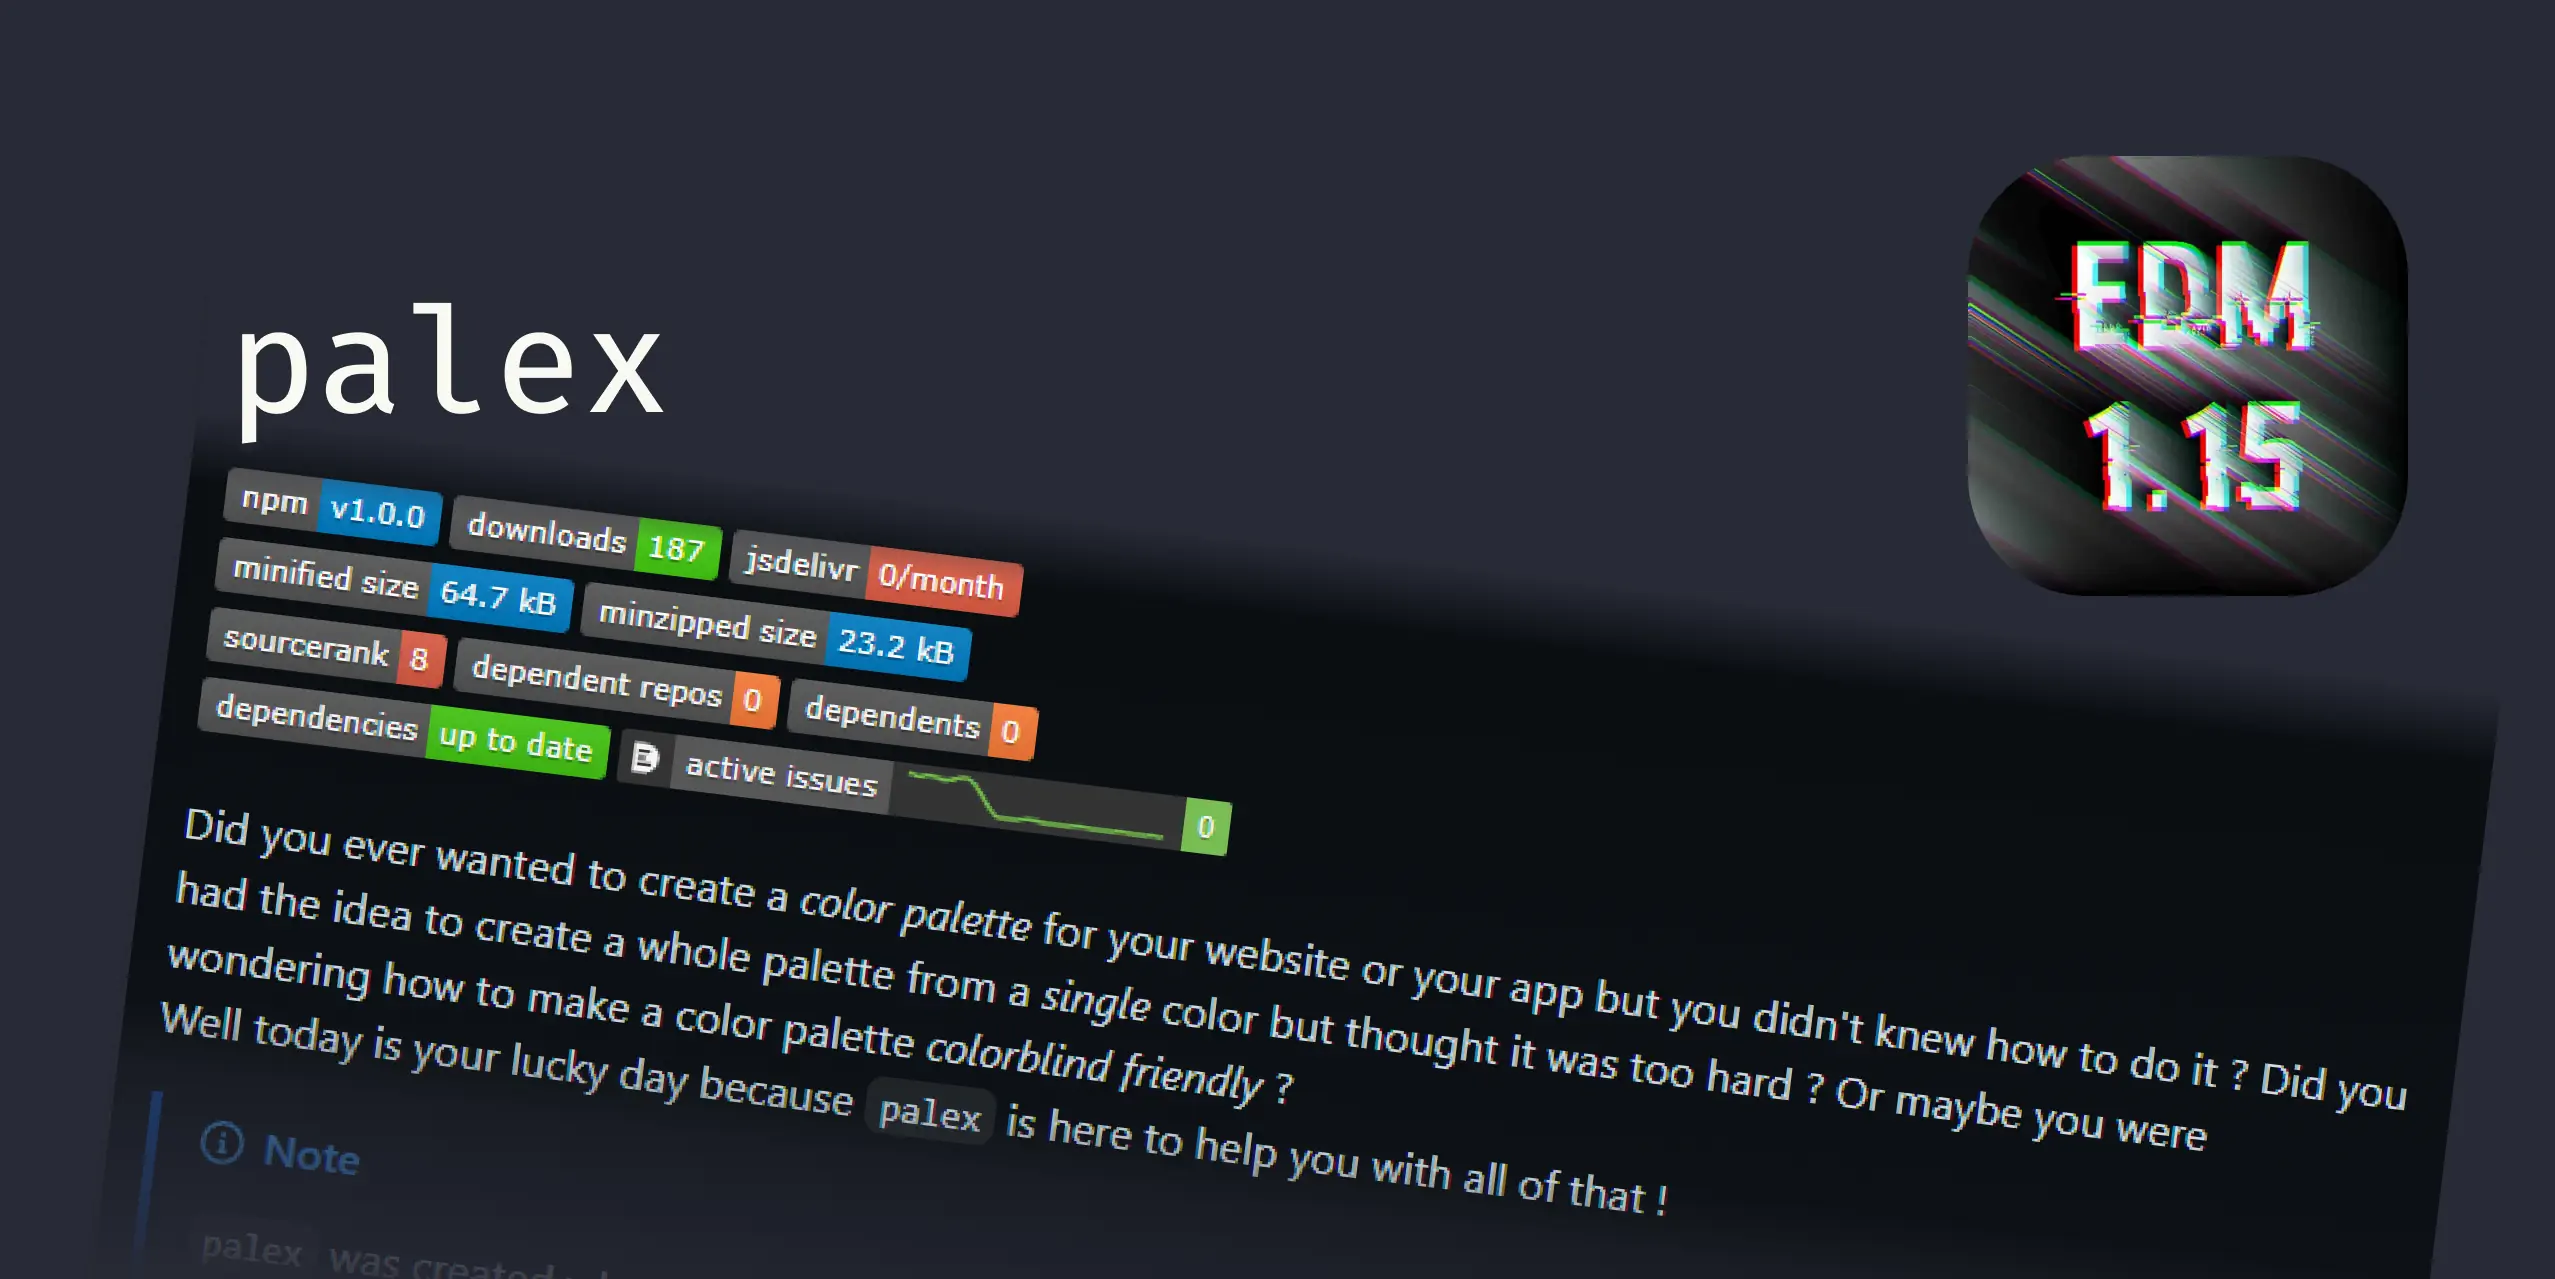 palex
EDM
1.15
npm v1.0.0 downloads 187 jsdelivr 0/month
minified size 64.7 kB minzipped size 23.2 kB
sourcerank 8 dependent repos 0 dependents 0
dependencies up to date active issues 0
Did you ever wanted to create a color palette for your website or your app but you didn't knew how to do it ? Did you
had the idea to create a whole palette from a single color but thought it was too hard ? Or maybe you were
wondering how to make a color palette colorblind friendly ?
Well today is your lucky day because palex is here to help you with all of that !
Note
palex was created